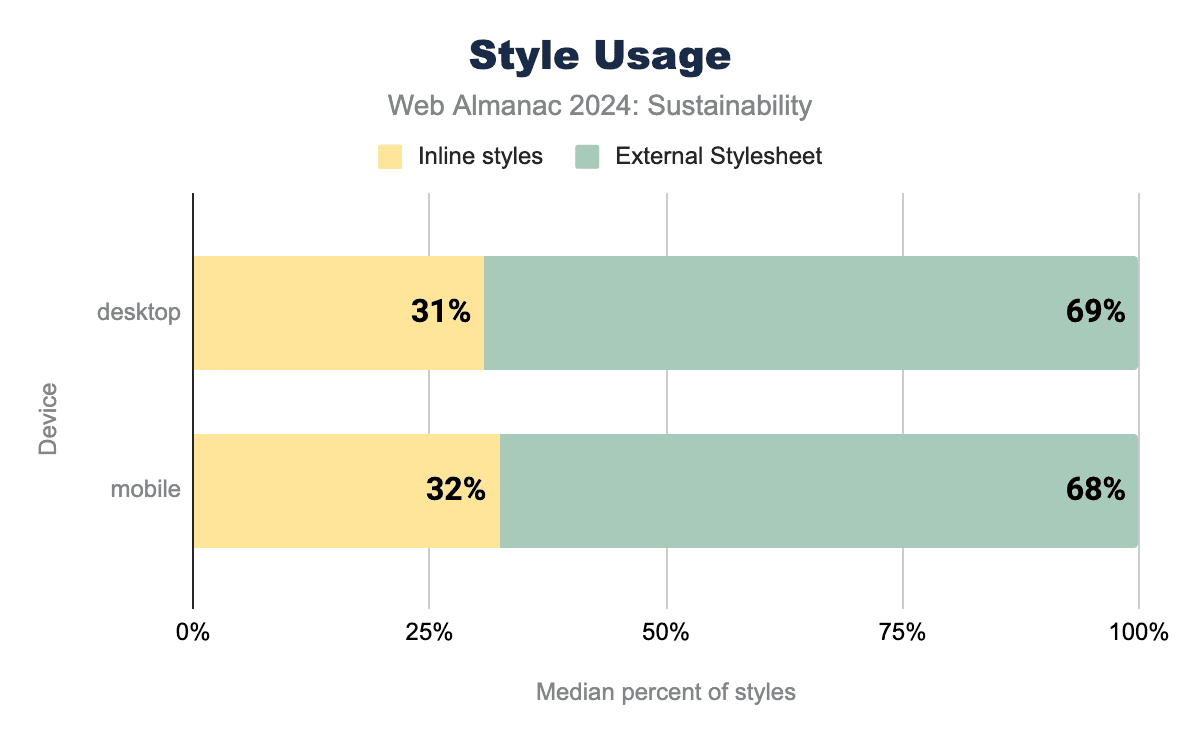 Style Usage
Web Almanac 2024: Sustainability
Inline styles
External Stylesheet
desktop
31%
69%
Device
mobile
32%
68%
0%
25%
50%
75%
100%
Median percent of styles